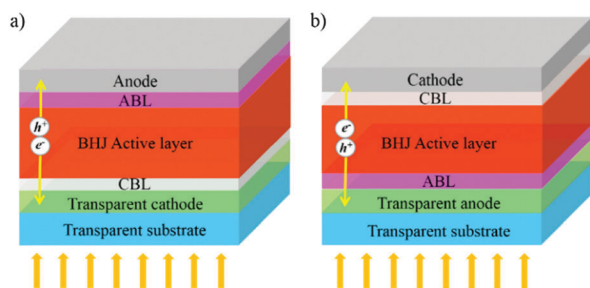 a)
Anode
ABL
h+
e-
BHJ Active layer
CBL
Transparent cathode
Transparent substrate
b)
Cathode
CBL
e-
h+
BHJ Active layer
ABL
Transparent anode
Transparent substrate